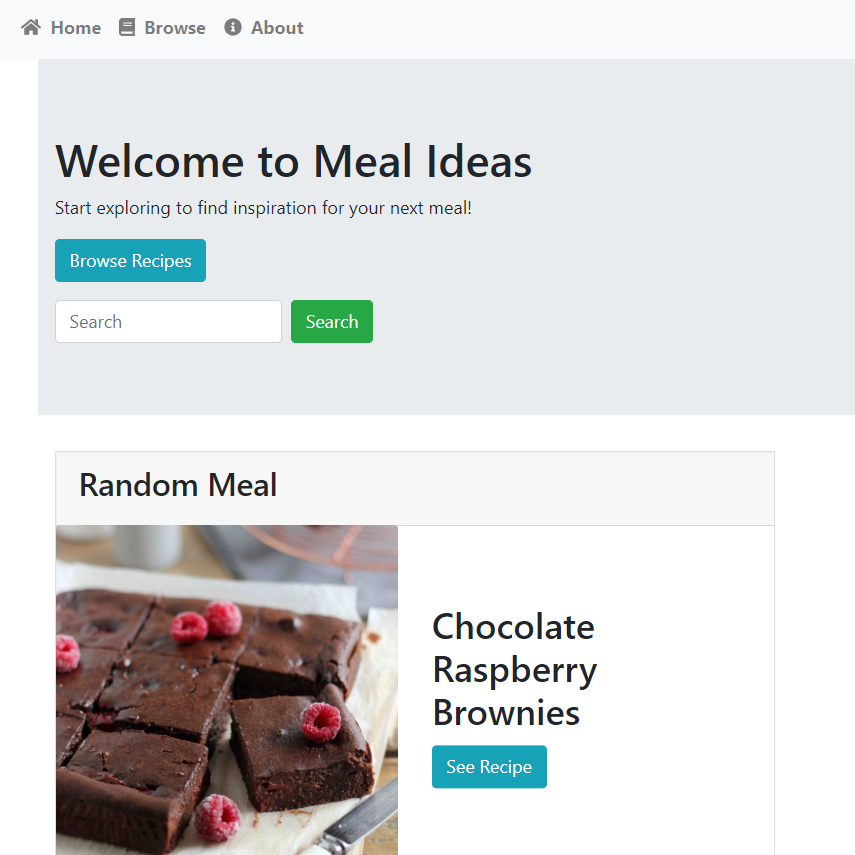 Home Browse About
Welcome to Meal Ideas
Start exploring to find inspiration for your next meal!
Browse Recipes
Search Search
Random Meal
Chocolate
Raspberry
Brownies
See Recipe